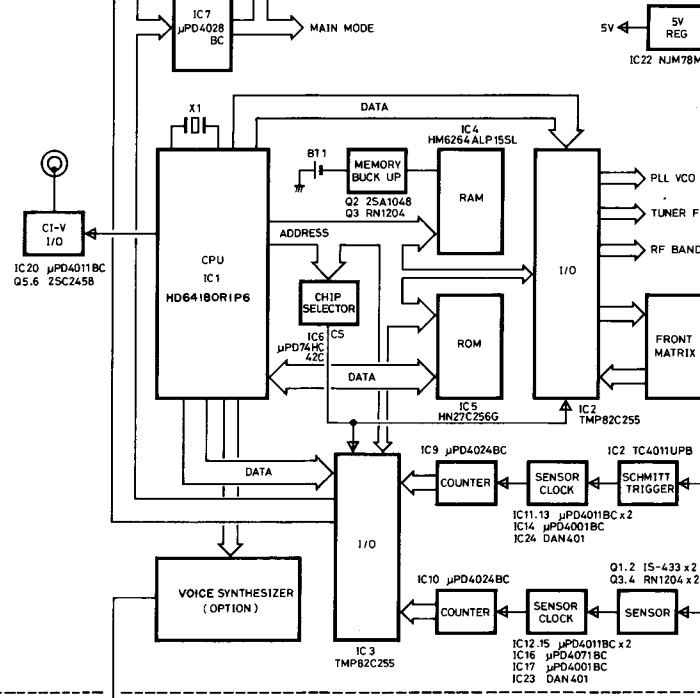 IC7
µPD4028
BC
MAIN MODE
5V
5V
REG
IC22 NJM78M
X1
DATA
IC4
HM6264ALP15SL
BT1
MEMORY
BUCK UP
RAM
Q2 2SA1048
Q3 RN1204
PLL VCO
TUNER F
RF BAND
CI-V
I/O
IC20 µPD4011BC
Q5.6 2SC2458
CPU
IC1
HD64180R1P6
ADDRESS
I/O
CHIP
SELECTOR
CS
IC6
µPD74HC
42C
ROM
FRONT
MATRIX
DATA
IC5
HN27C256G
IC2
TMP82C255
DATA
IC9 µPD4024BC
IC2 TC4011UPB
COUNTER
SENSOR
CLOCK
SCHMITT
TRIGGER
IC11.13 µPD4011BC x 2
IC14 µPD4001BC
IC24 DAN401
I/O
VOICE SYNTHESIZER
(OPTION)
IC10 µPD4024BC
Q1.2 IS-433 x 2
Q3.4 RN1204 x 2
COUNTER
SENSOR
CLOCK
SENSOR
IC3
TMP82C255
IC12.15 µPD4011BC x 2
IC16 µPD4071BC
IC17 µPD4001BC
IC23 DAN401